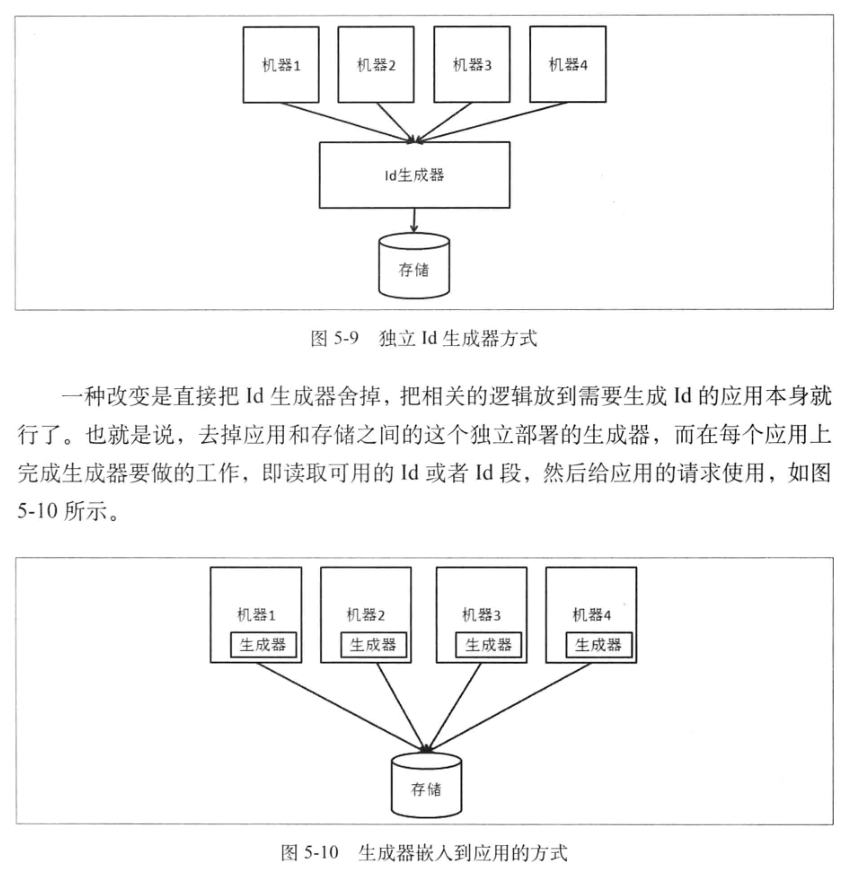 机器1 机器2 机器3 机器4
Id生成器
存储
图 5-9 独立 Id 生成器方式
一种改变是直接把 Id 生成器舍掉，把相关的逻辑放到需要生成 Id 的应用本身就
行了。也就是说，去掉应用和存储之间的这个独立部署的生成器，而在每个应用上
完成生成器要做的工作，即读取可用的 Id 或者 Id 段，然后给应用的请求使用，如图
5-10 所示。
机器1 机器2 机器3 机器4
生成器 生成器 生成器 生成器
存储
图 5-10 生成器嵌入到应用的方式